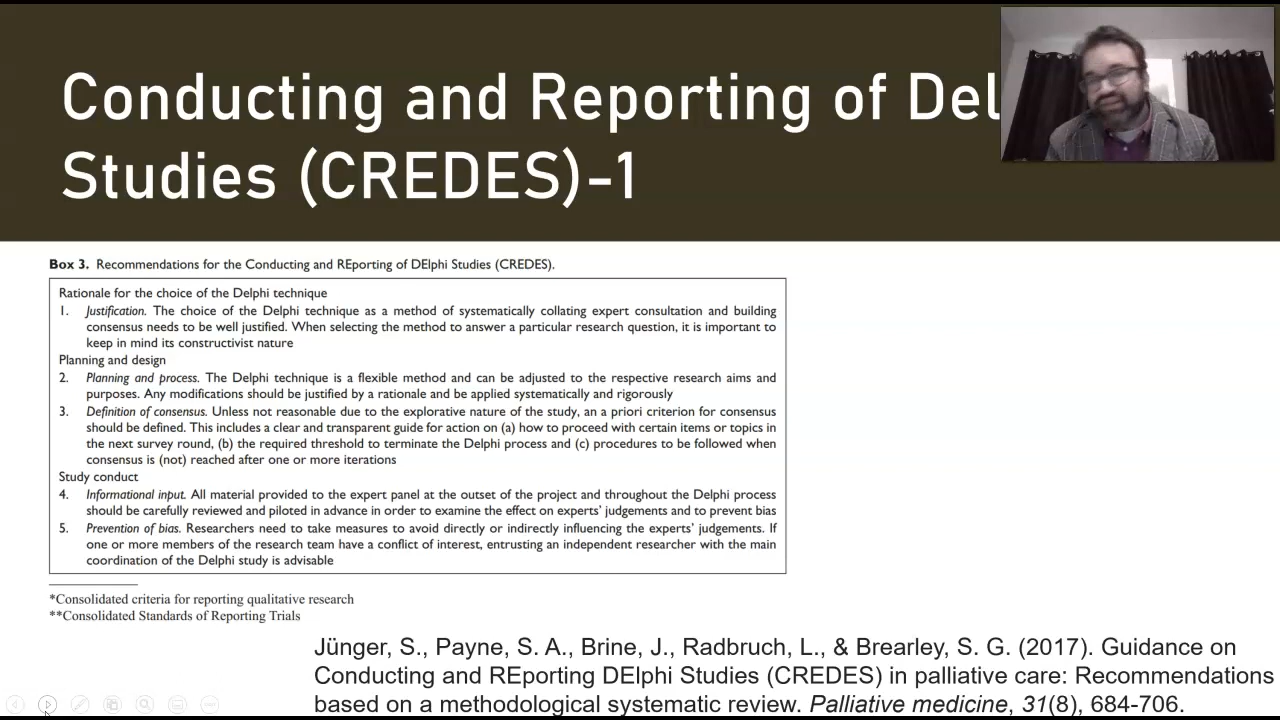 Conducting and Reporting of Del
Studies (CREDES)-1
Box 3. Recommendations for the Conducting and REporting of DElphi Studies (CREDES).
Rationale for the choice of the Delphi technique
1. Justification. The choice of the Delphi technique as a method of systematically collating expert consultation and building
consensus needs to be well justified. When selecting the method to answer a particular research question, it is important to
keep in mind its constructivist nature
Planning and design
2. Planning and process. The Delphi technique is a flexible method and can be adjusted to the respective research aims and
purposes. Any modifications should be justified by a rationale and be applied systematically and rigorously
3. Definition of consensus. Unless not reasonable due to the explorative nature of the study, an a priori criterion for consensus
should be defined. This includes a clear and transparent guide for action on (a) how to proceed with certain items or topics in
the next survey round, (b) the required threshold to terminate the Delphi process and (c) procedures to be followed when
consensus is (not) reached after one or more iterations
Study conduct
4. Informational input. All material provided to the expert panel at the outset of the project and throughout the Delphi process
should be carefully reviewed and piloted in advance in order to examine the effect on experts' judgements and to prevent bias
5. Prevention of bias. Researchers need to take measures to avoid directly or indirectly influencing the experts' judgements. If
one or more members of the research team have a conflict of interest, entrusting an independent researcher with the main
coordination of the Delphi study is advisable
*Consolidated criteria for reporting qualitative research
**Consolidated Standards of Reporting Trials
Jünger, S., Payne, S. A., Brine, J., Radbruch, L., & Brearley, S. G. (2017). Guidance on
Conducting and REporting DElphi Studies (CREDES) in palliative care: Recommendations
based on a methodological systematic review. Palliative medicine, 31(8), 684-706.